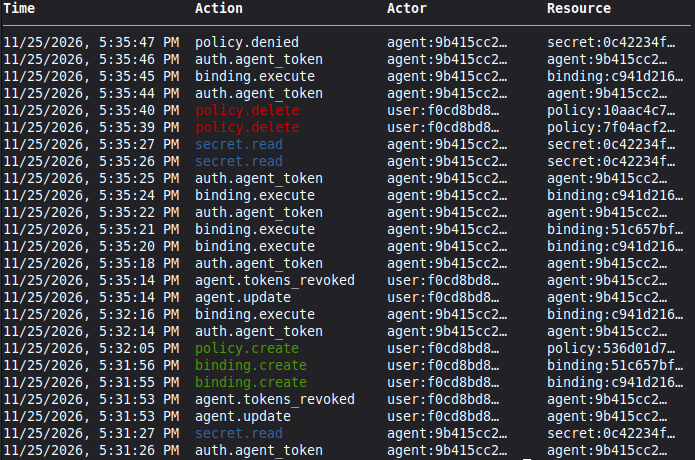 Time Action Actor Resource
11/25/2026, 5:35:47 PM policy.denied agent:9b415cc2… secret:0c42234f…
11/25/2026, 5:35:46 PM auth.agent_token agent:9b415cc2… agent:9b415cc2…
11/25/2026, 5:35:45 PM binding.execute agent:9b415cc2… binding:c941d216…
11/25/2026, 5:35:44 PM auth.agent_token agent:9b415cc2… agent:9b415cc2…
11/25/2026, 5:35:40 PM policy.delete user:f0cd8bd8… policy:10aac4c7…
11/25/2026, 5:35:39 PM policy.delete user:f0cd8bd8… policy:7f04acf2…
11/25/2026, 5:35:27 PM secret.read agent:9b415cc2… secret:0c42234f…
11/25/2026, 5:35:26 PM secret.read agent:9b415cc2… secret:0c42234f…
11/25/2026, 5:35:25 PM auth.agent_token agent:9b415cc2… agent:9b415cc2…
11/25/2026, 5:35:24 PM binding.execute agent:9b415cc2… binding:c941d216…
11/25/2026, 5:35:22 PM auth.agent_token agent:9b415cc2… agent:9b415cc2…
11/25/2026, 5:35:21 PM binding.execute agent:9b415cc2… binding:51c657bf…
11/25/2026, 5:35:20 PM binding.execute agent:9b415cc2… binding:c941d216…
11/25/2026, 5:35:18 PM auth.agent_token agent:9b415cc2… agent:9b415cc2…
11/25/2026, 5:35:14 PM agent.tokens_revoked user:f0cd8bd8… agent:9b415cc2…
11/25/2026, 5:35:14 PM agent.update user:f0cd8bd8… agent:9b415cc2…
11/25/2026, 5:32:16 PM binding.execute agent:9b415cc2… binding:c941d216…
11/25/2026, 5:32:14 PM auth.agent_token agent:9b415cc2… agent:9b415cc2…
11/25/2026, 5:32:05 PM policy.create user:f0cd8bd8… policy:536d01d7…
11/25/2026, 5:31:56 PM binding.create user:f0cd8bd8… binding:51c657bf…
11/25/2026, 5:31:55 PM binding.create user:f0cd8bd8… binding:c941d216…
11/25/2026, 5:31:53 PM agent.tokens_revoked user:f0cd8bd8… agent:9b415cc2…
11/25/2026, 5:31:53 PM agent.update user:f0cd8bd8… agent:9b415cc2…
11/25/2026, 5:31:27 PM secret.read agent:9b415cc2… secret:0c42234f…
11/25/2026, 5:31:26 PM auth.agent_token agent:9b415cc2… agent:9b415cc2…